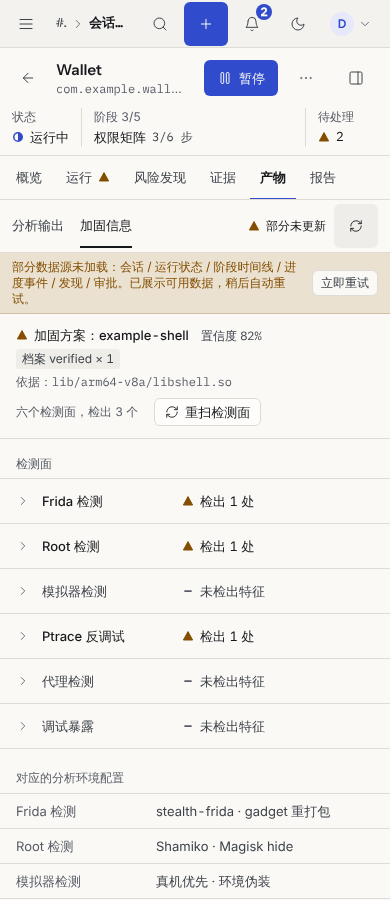 #. 会话...
2
D
Wallet
com.example.wall...
暂停
状态 阶段 3/5 待处理
运行中 权限矩阵 3/6 步 2
概览 运行 风险发现 证据 产物 报告
分析输出 加固信息 部分未更新
部分数据源未加载：会话 / 运行状态 / 阶段时间线 / 进
度事件 / 发现 / 审批。已展示可用数据，稍后自动重
试。
立即重试
加固方案：example-shell 置信度 82%
档案 verified × 1
依据：lib/arm64-v8a/libshell.so
六个检测面，检出 3 个 重扫检测面
检测面
Frida 检测 检出 1 处
Root 检测 检出 1 处
模拟器检测 – 未检出特征
Ptrace 反调试 检出 1 处
代理检测 – 未检出特征
调试暴露 – 未检出特征
对应的分析环境配置
Frida 检测 stealth-frida · gadget 重打包
Root 检测 Shamiko · Magisk hide
模拟器检测 真机优先 · 环境伪装